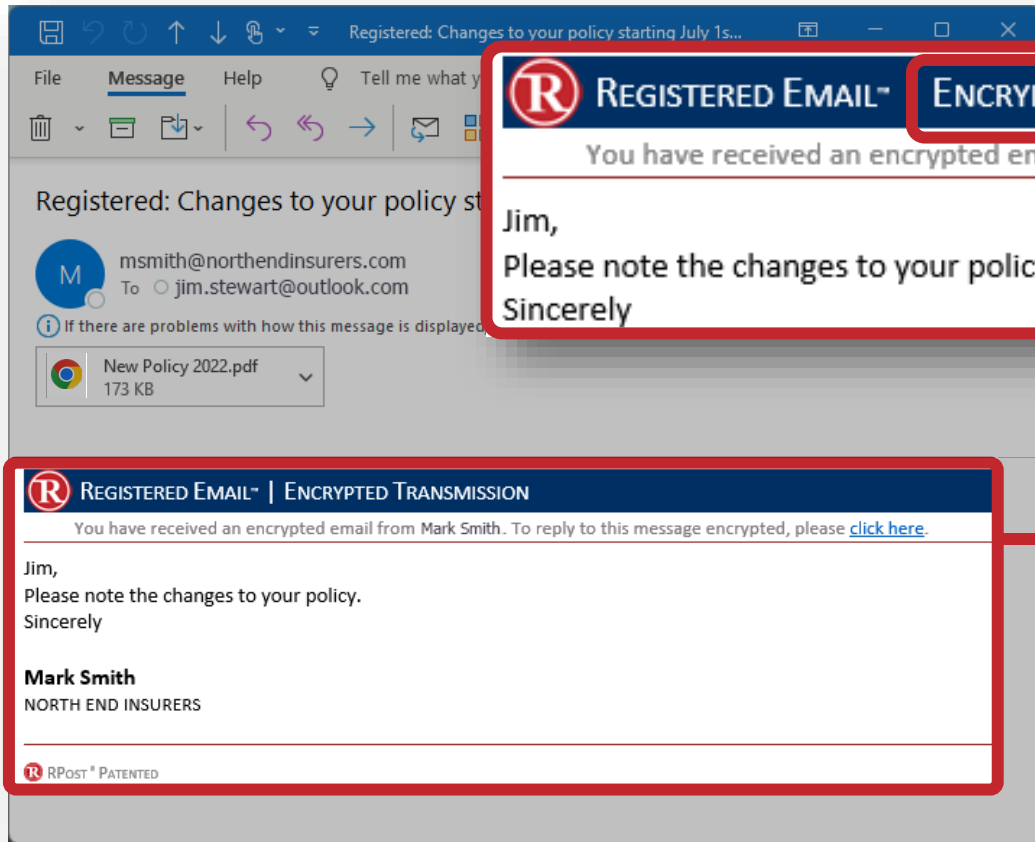 Registered: Changes to your policy starting July 1s...
File Message Help Tell me what y
R REGISTERED EMAIL™ ENCRY
You have received an encrypted en
Jim,
Please note the changes to your polic
Sincerely
Registered: Changes to your policy st
M
msmith@northendinsurers.com
To jim.stewart@outlook.com
If there are problems with how this message is displayed,
New Policy 2022.pdf
173 KB
R REGISTERED EMAIL™ | ENCRYPTED TRANSMISSION
You have received an encrypted email from Mark Smith. To reply to this message encrypted, please click here.
Jim,
Please note the changes to your policy.
Sincerely
Mark Smith
NORTH END INSURERS
R RPOST® PATENTED